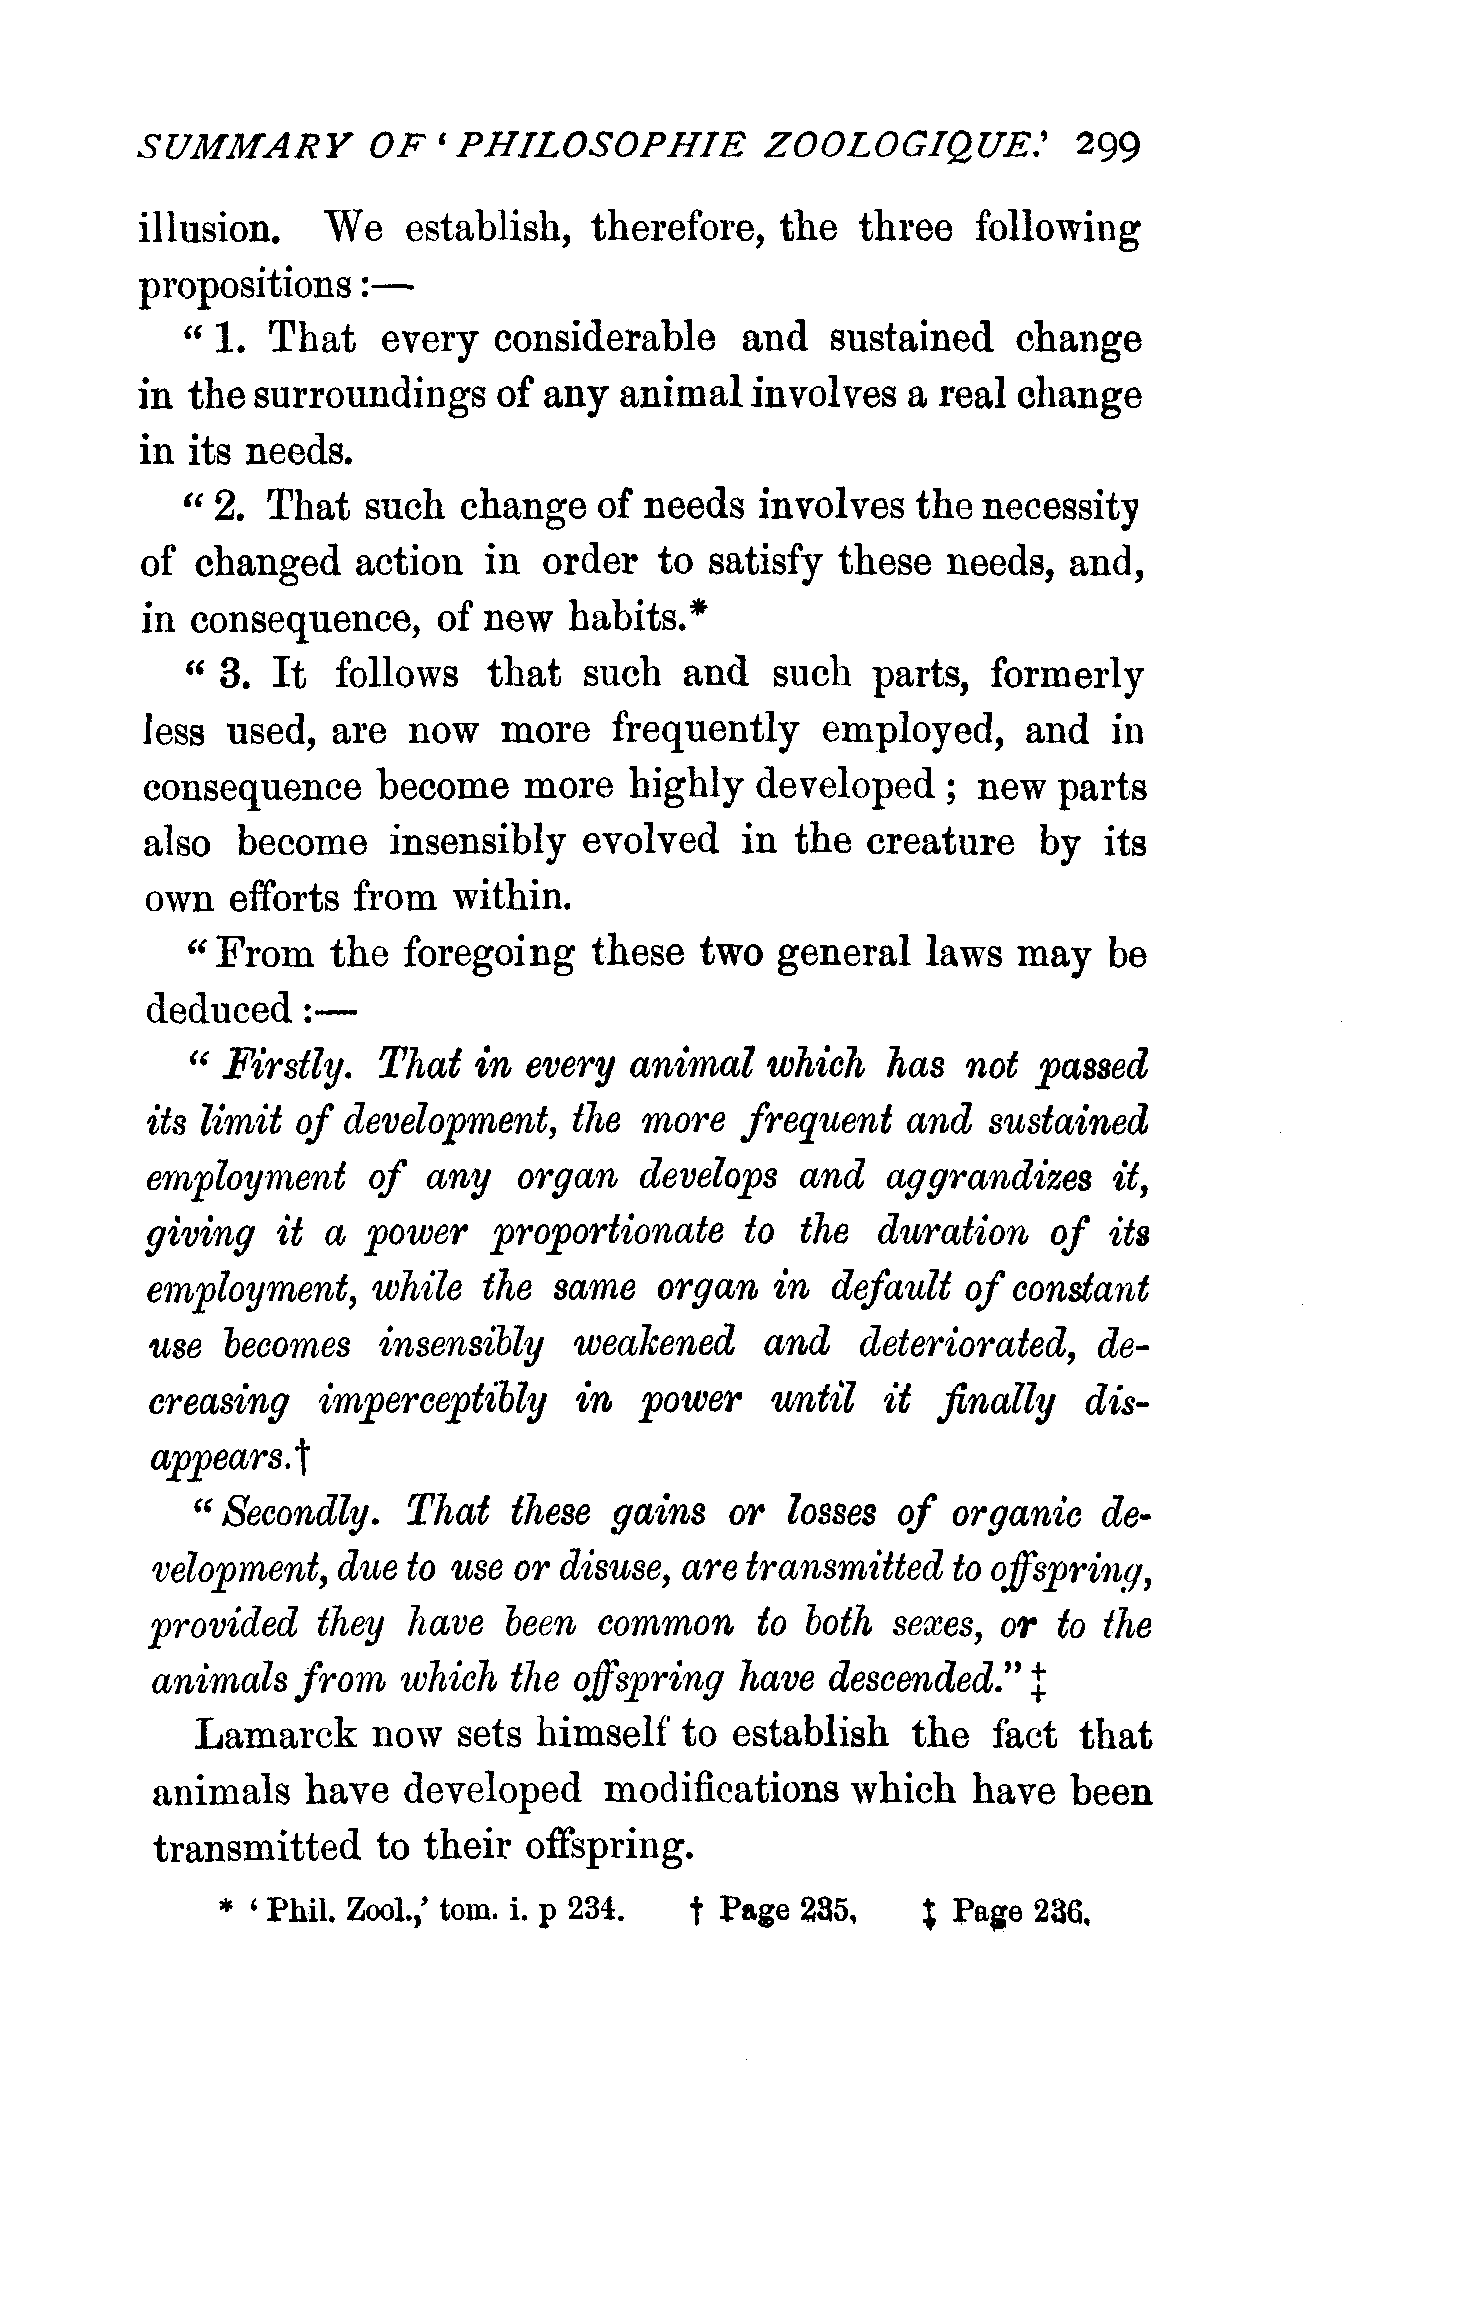 SUMMARY OF ‘PHILOSOPHIE ZOOLOGIQUE.’ 299
illusion. We establish, therefore, the three following
propositions :—
“ 1. That every considerable and sustained change
in the surroundings of any animal involves a real change
in its needs.
“ 2. That such change of needs involves the necessity
of changed action in order to satisfy these needs, and,
in consequence, of new habits.*
“ 3. It follows that such and such parts, formerly
less used, are now more frequently employed, and in
consequence become more highly developed ; new parts
also become insensibly evolved in the creature by its
own efforts from within.
“From the foregoing these two general laws may be
deduced :—
“ Firstly. That in every animal which has not passed
its limit of development, the more frequent and sustained
employment of any organ develops and aggrandizes it,
giving it a power proportionate to the duration of its
employment, while the same organ in default of constant
use becomes insensibly weakened and deteriorated, de-
creasing imperceptibly in power until it finally dis-
appears.†
“ Secondly. That these gains or losses of organic de-
velopment, due to use or disuse, are transmitted to offspring,
provided they have been common to both sexes, or to the
animals from which the offspring have descended.” ‡
Lamarck now sets himself to establish the fact that
animals have developed modifications which have been
transmitted to their offspring.
* ‘Phil. Zool.,’ tom. i. p 234. † Page 235. ‡ Page 236.